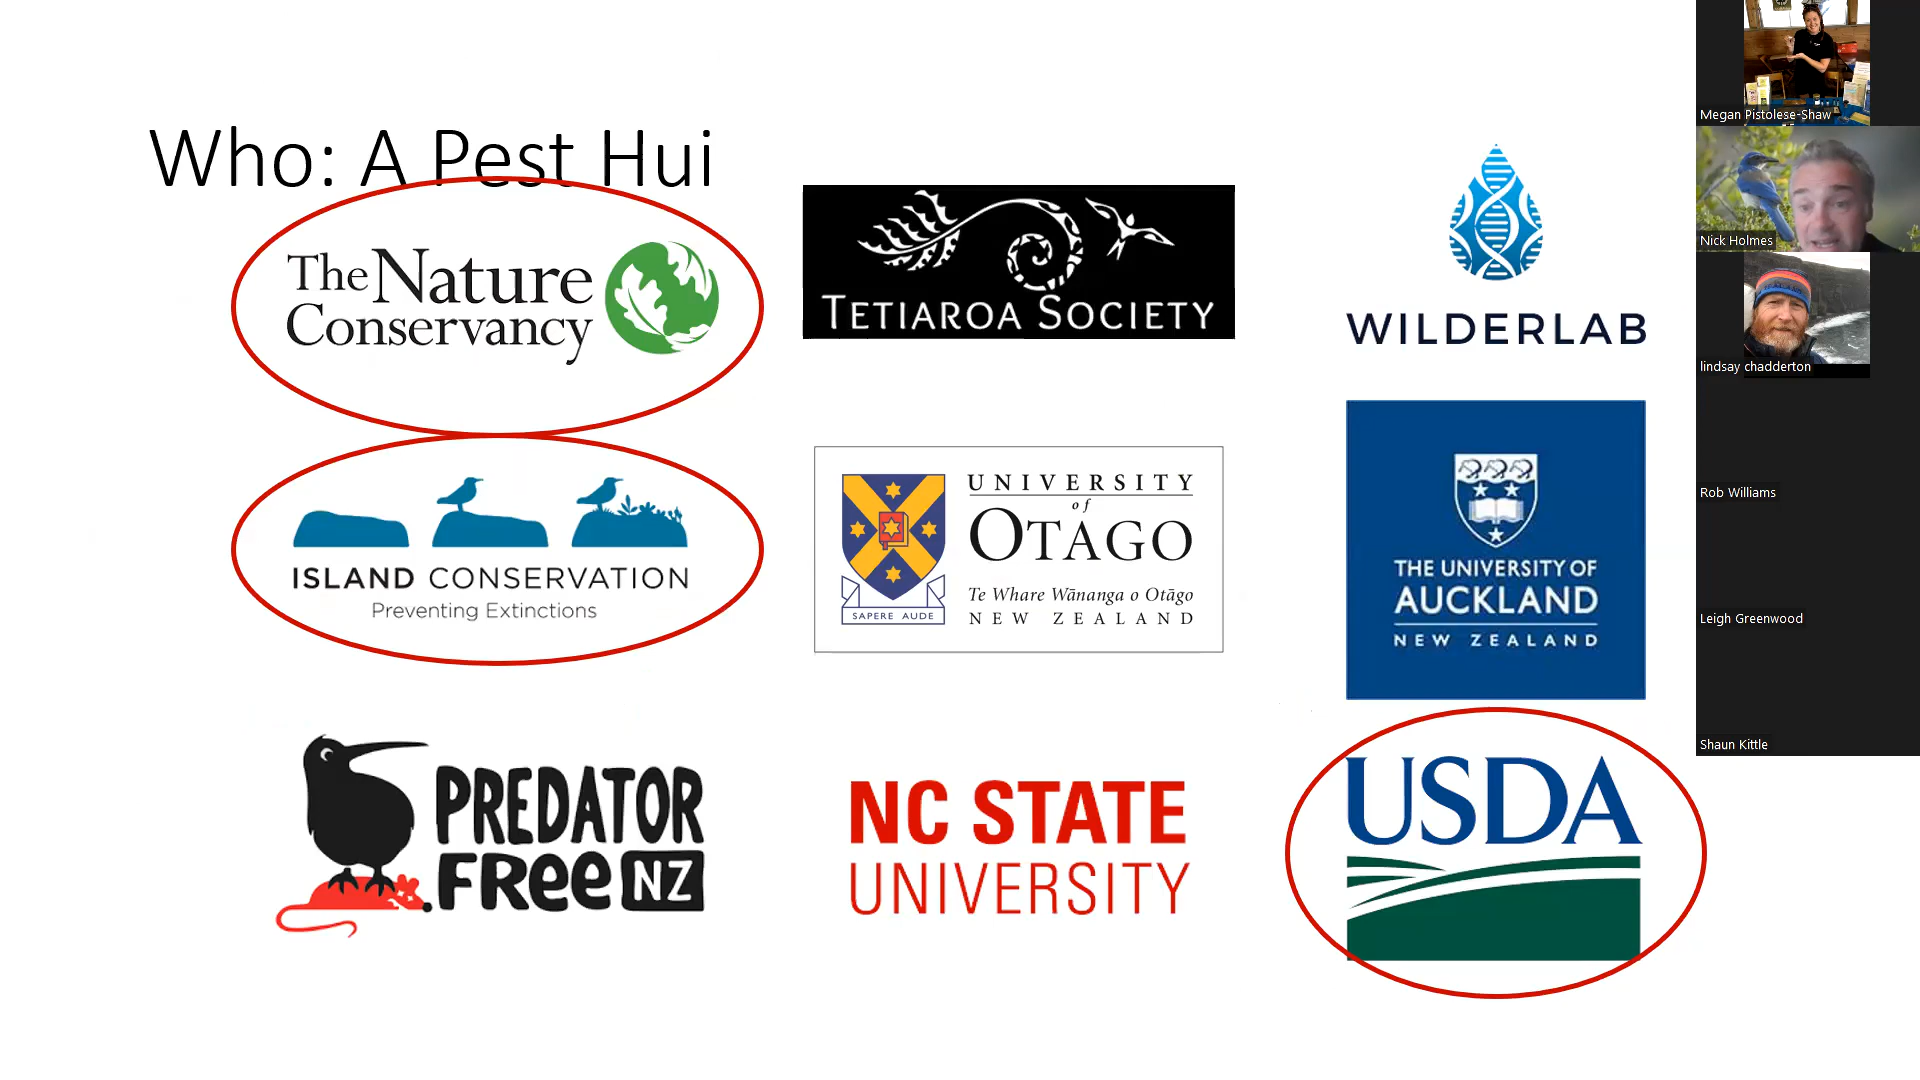 Who: A Pest Hui
The Nature
Conservancy
TETIAROA SOCIETY
WILDERLAB
ISLAND CONSERVATION
Preventing Extinctions
UNIVERSITY
of
OTAGO
Te Whare Wānanga o Otāgo
NEW ZEALAND
SAPERE AUDE
THE UNIVERSITY OF
AUCKLAND
NEW ZEALAND
PREDATOR
FREE NZ
NC STATE
UNIVERSITY
USDA
Megan Pistolese-Shaw
Nick Holmes
lindsay chadderton
Rob Williams
Leigh Greenwood
Shaun Kittle